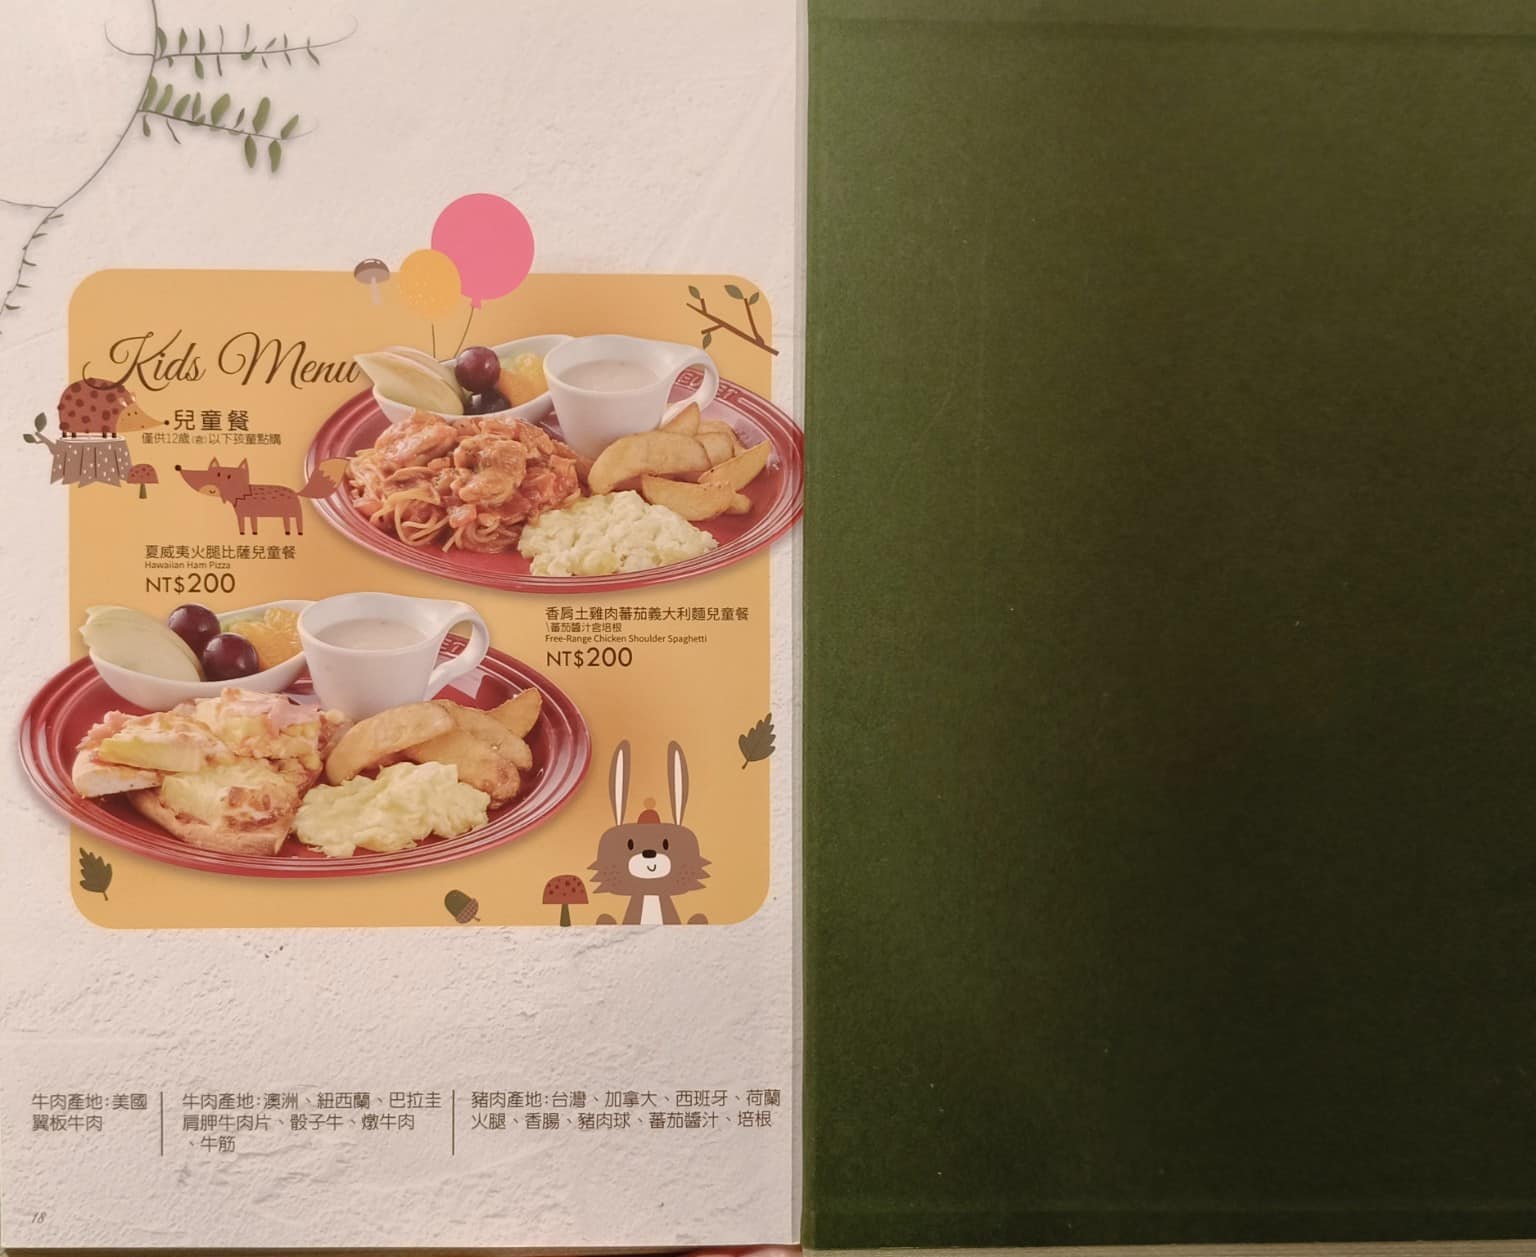 Kids Menu
兒童餐
僅供12歲(含)以下孩童點購
夏威夷火腿比薩兒童餐
Hawaiian Ham Pizza
NT$200
香肩土雞肉蕃茄義大利麵兒童餐
\蕃茄醬汁含培根
Free-Range Chicken Shoulder Spaghetti
NT$200
牛肉產地:美國
翼板牛肉
牛肉產地:澳洲、紐西蘭、巴拉圭
肩胛牛肉片、骰子牛、燉牛肉
、牛筋
豬肉產地:台灣、加拿大、西班牙、荷蘭
火腿、香腸、豬肉球、蕃茄醬汁、培根
18